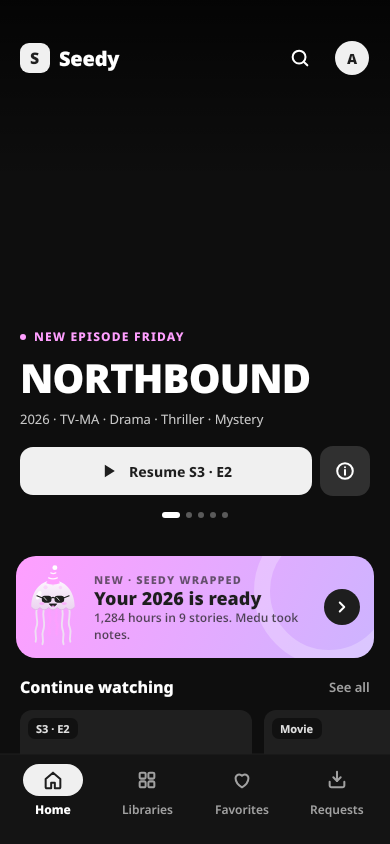 S Seedy A
NEW EPISODE FRIDAY
NORTHBOUND
2026 · TV-MA · Drama · Thriller · Mystery
Resume S3 · E2
NEW · SEEDY WRAPPED
Your 2026 is ready
1,284 hours in 9 stories. Medu took
notes.
Continue watching See all
S3 · E2 Movie
Home Libraries Favorites Requests